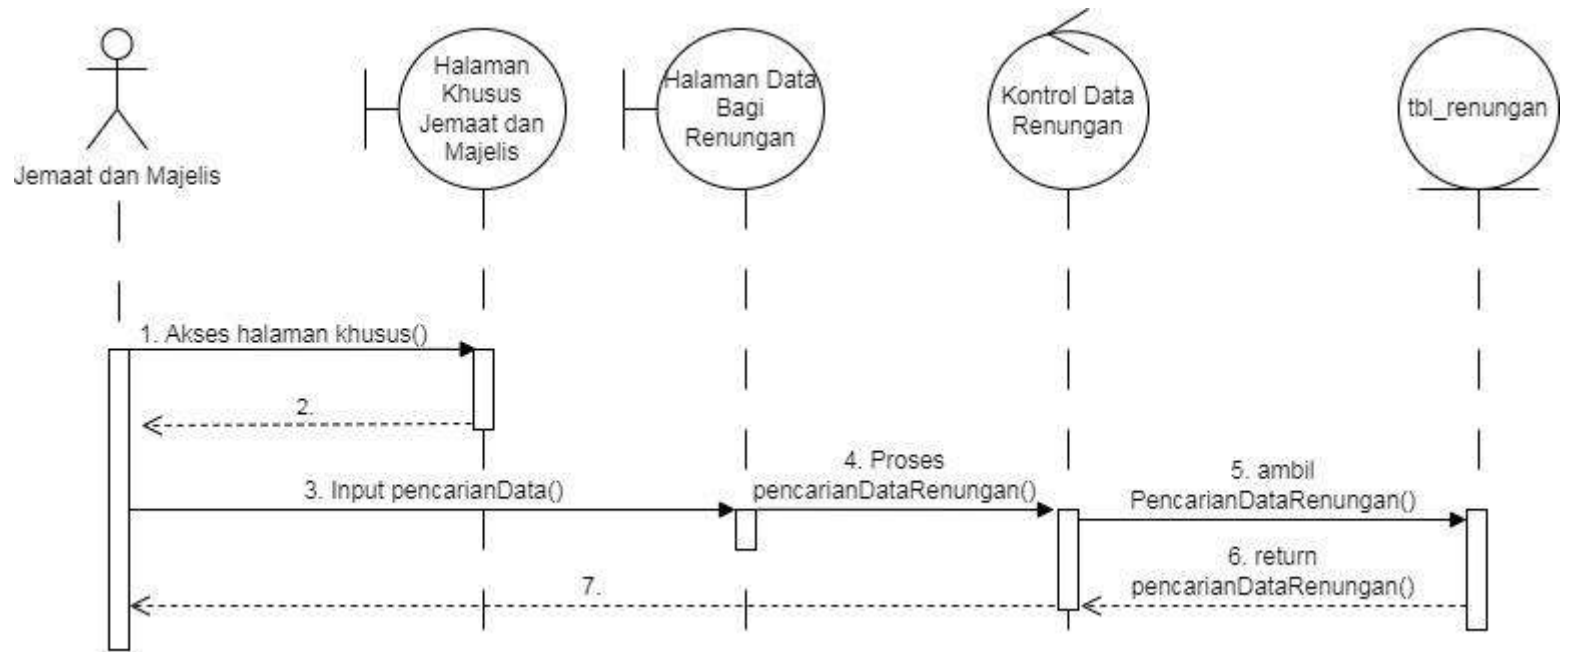 Halaman
Khusus
Jemaat dan
Majelis
Halaman Data
Bagi
Renungan
Kontrol Data
Renungan
tbl_renungan
Jemaat dan Majelis
1. Akses halaman khusus()
2.
3. Input pencarianData()
4. Proses
pencarianDataRenungan()
5. ambil
PencarianDataRenungan()
6. return
pencarianDataRenungan()
7.